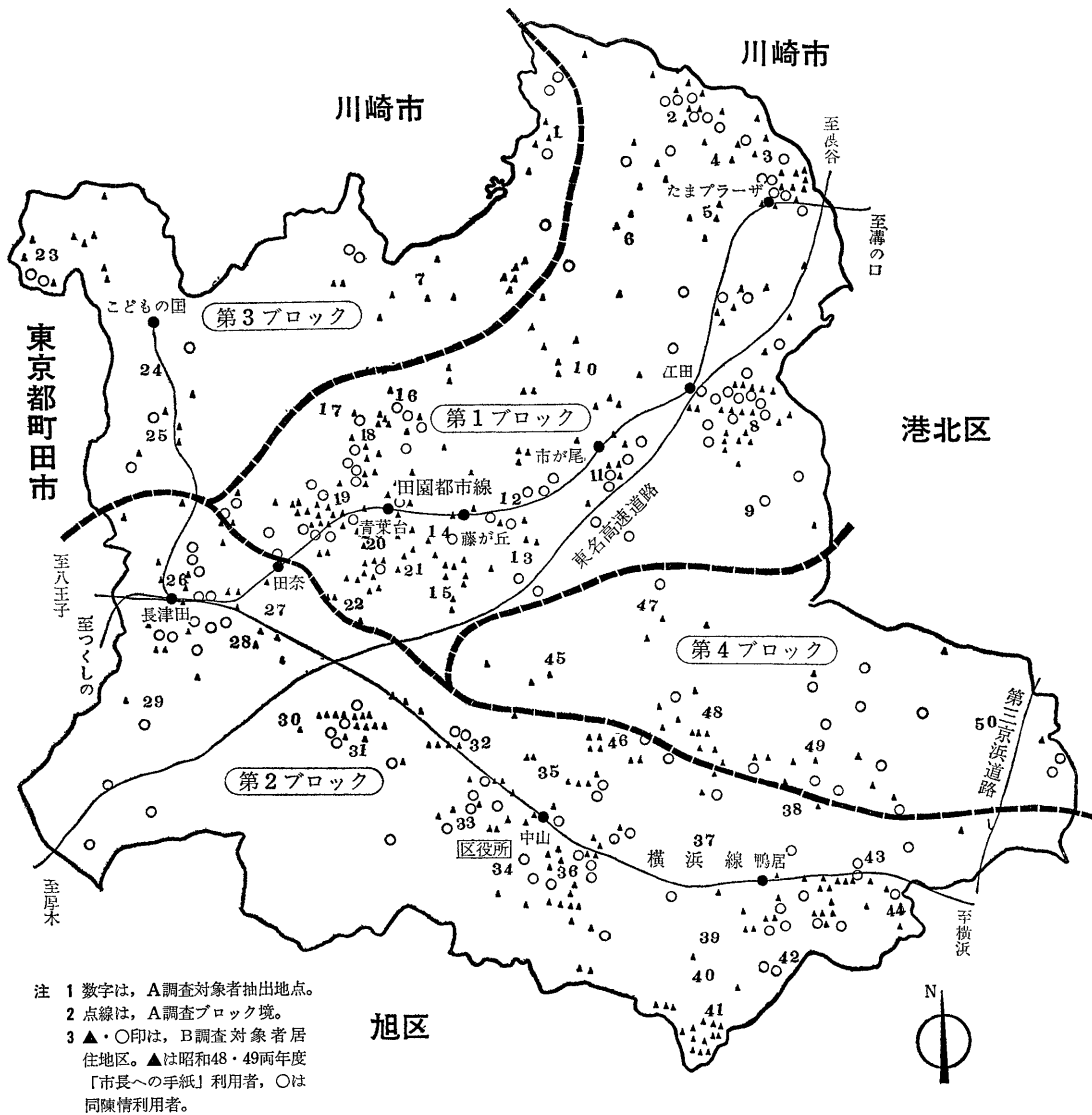 川崎市
川崎市
至渋谷
たまプラーザ
至溝の口
1
2
3
4
5
6
7
23
こどもの国
第3ブロック
東京都町田市
24
25
10
16
17
18
第1ブロック
江田
8
港北区
市が尾
11
田園都市線
12
19
青葉台
14
藤が丘
東名高速道路
9
20
21
13
15
22
至八王子
田奈
26
長津田
27
28
至つくしの
47
第4ブロック
45
29
30
31
32
46
48
49
50
第三京浜道路
第2ブロック
35
38
33
区役所
中山
34
36
37
横浜線
鴨居
43
44
至厚木
至横浜
39
42
40
41
旭区
N
注 1 数字は，A調査対象者抽出地点。
2 点線は，A調査ブロック境。
3 ▲・○印は，B調査対象者居
住地区。▲は昭和48・49両年度
「市長への手紙」利用者，○は
同陳情利用者。